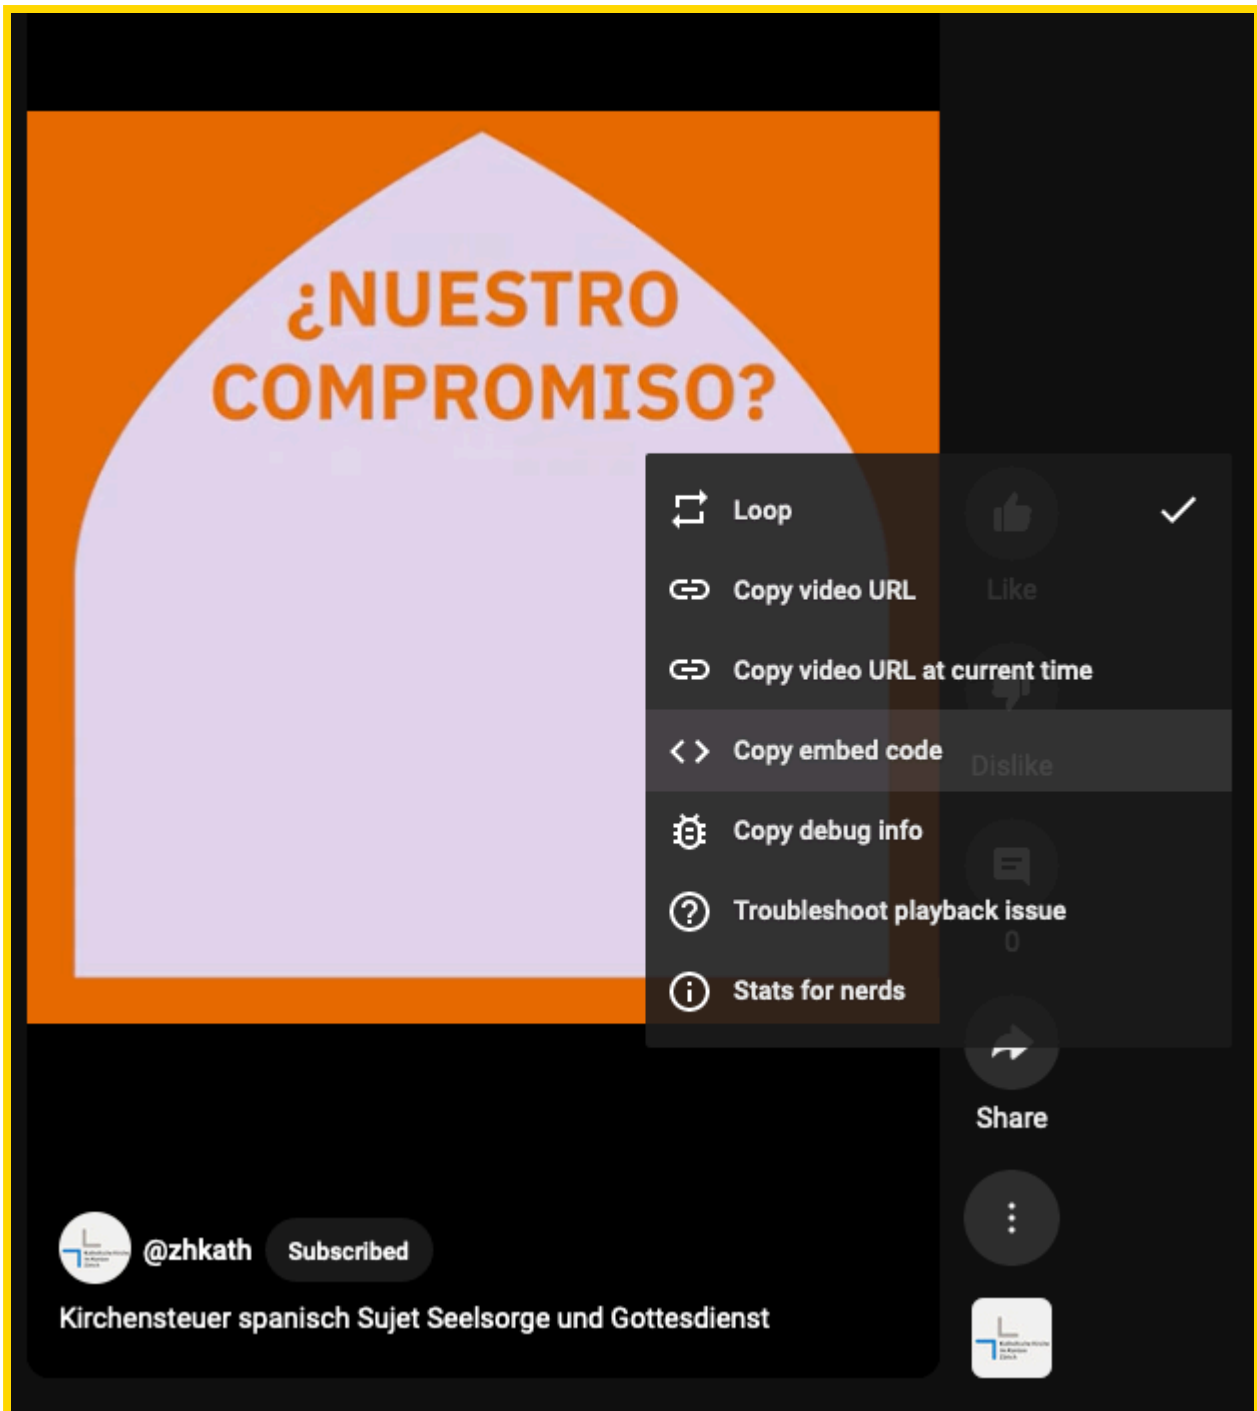 ¿NUESTRO
COMPROMISO?
Loop
Copy video URL
Copy video URL at current time
Copy embed code
Copy debug info
Troubleshoot playback issue
Stats for nerds
Like
Dislike
0
Share
@zhkath
Subscribed
Kirchensteuer spanisch Sujet Seelsorge und Gottesdienst